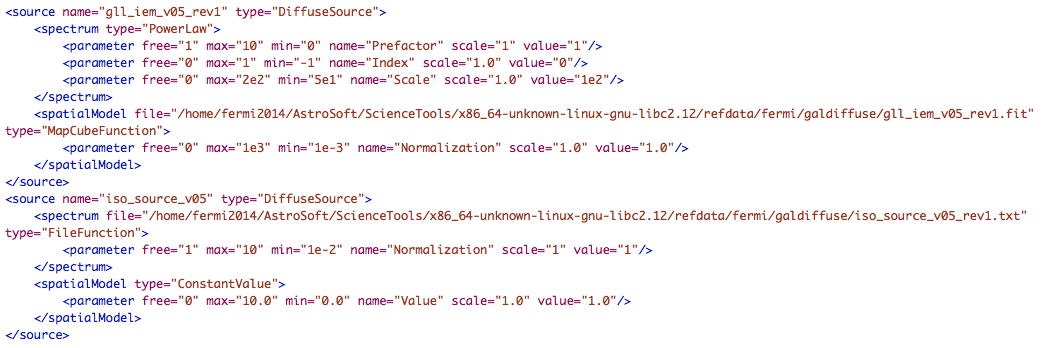 <source name="gll_iem_v05_rev1" type="DiffuseSource">
    <spectrum type="PowerLaw">
        <parameter free="1" max="10" min="0" name="Prefactor" scale="1" value="1"/>
        <parameter free="0" max="1" min="-1" name="Index" scale="1.0" value="0"/>
        <parameter free="0" max="2e2" min="5e1" name="Scale" scale="1.0" value="1e2"/>
    </spectrum>
    <spatialModel file="/home/fermi2014/AstroSoft/ScienceTools/x86_64-unknown-linux-gnu-libc2.12/refdata/fermi/galdiffuse/gll_iem_v05_rev1.fit"
type="MapCubeFunction">
        <parameter free="0" max="1e3" min="1e-3" name="Normalization" scale="1.0" value="1.0"/>
    </spatialModel>
</source>
<source name="iso_source_v05" type="DiffuseSource">
    <spectrum file="/home/fermi2014/AstroSoft/ScienceTools/x86_64-unknown-linux-gnu-libc2.12/refdata/fermi/galdiffuse/iso_source_v05_rev1.txt"
type="FileFunction">
        <parameter free="1" max="10" min="1e-2" name="Normalization" scale="1" value="1"/>
    </spectrum>
    <spatialModel type="ConstantValue">
        <parameter free="0" max="10.0" min="0.0" name="Value" scale="1.0" value="1.0"/>
    </spatialModel>
</source>